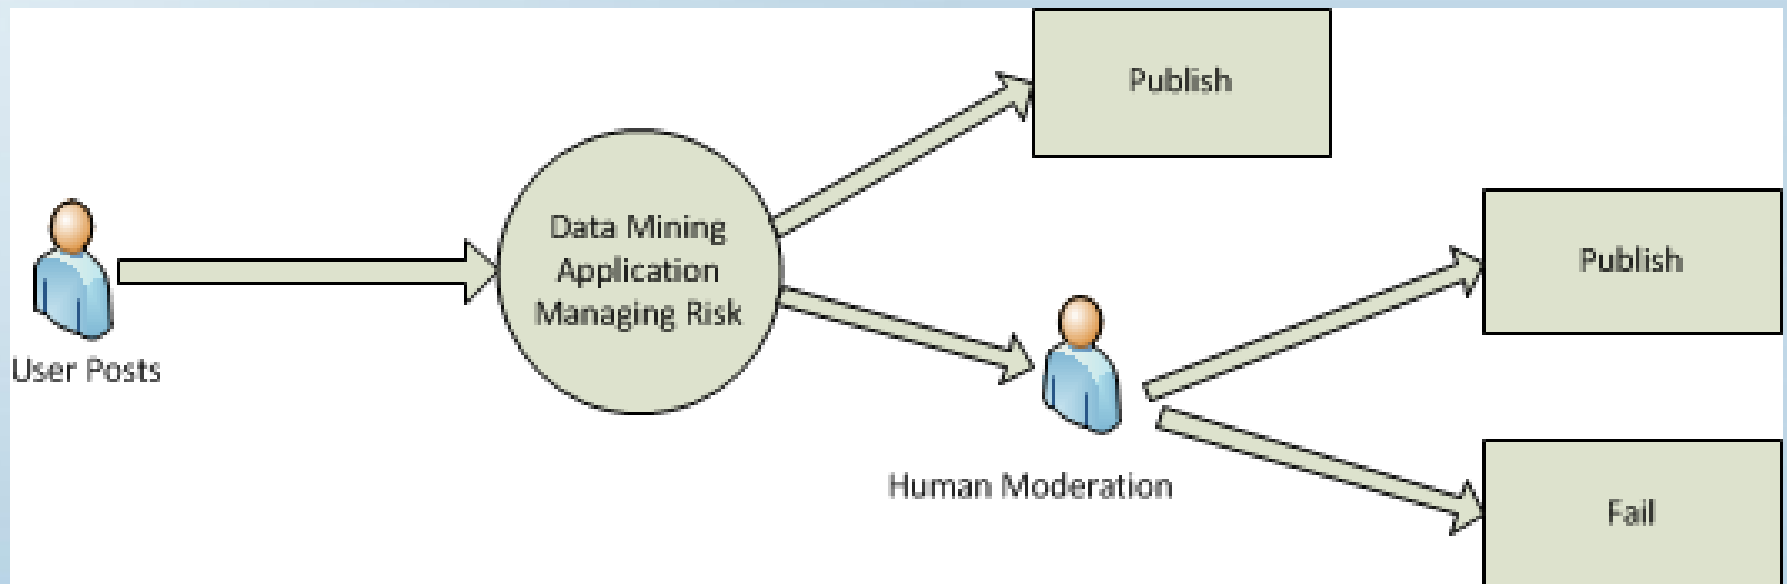 Publish
Data Mining
Application
Managing Risk
User Posts
Publish
Human Moderation
Fail